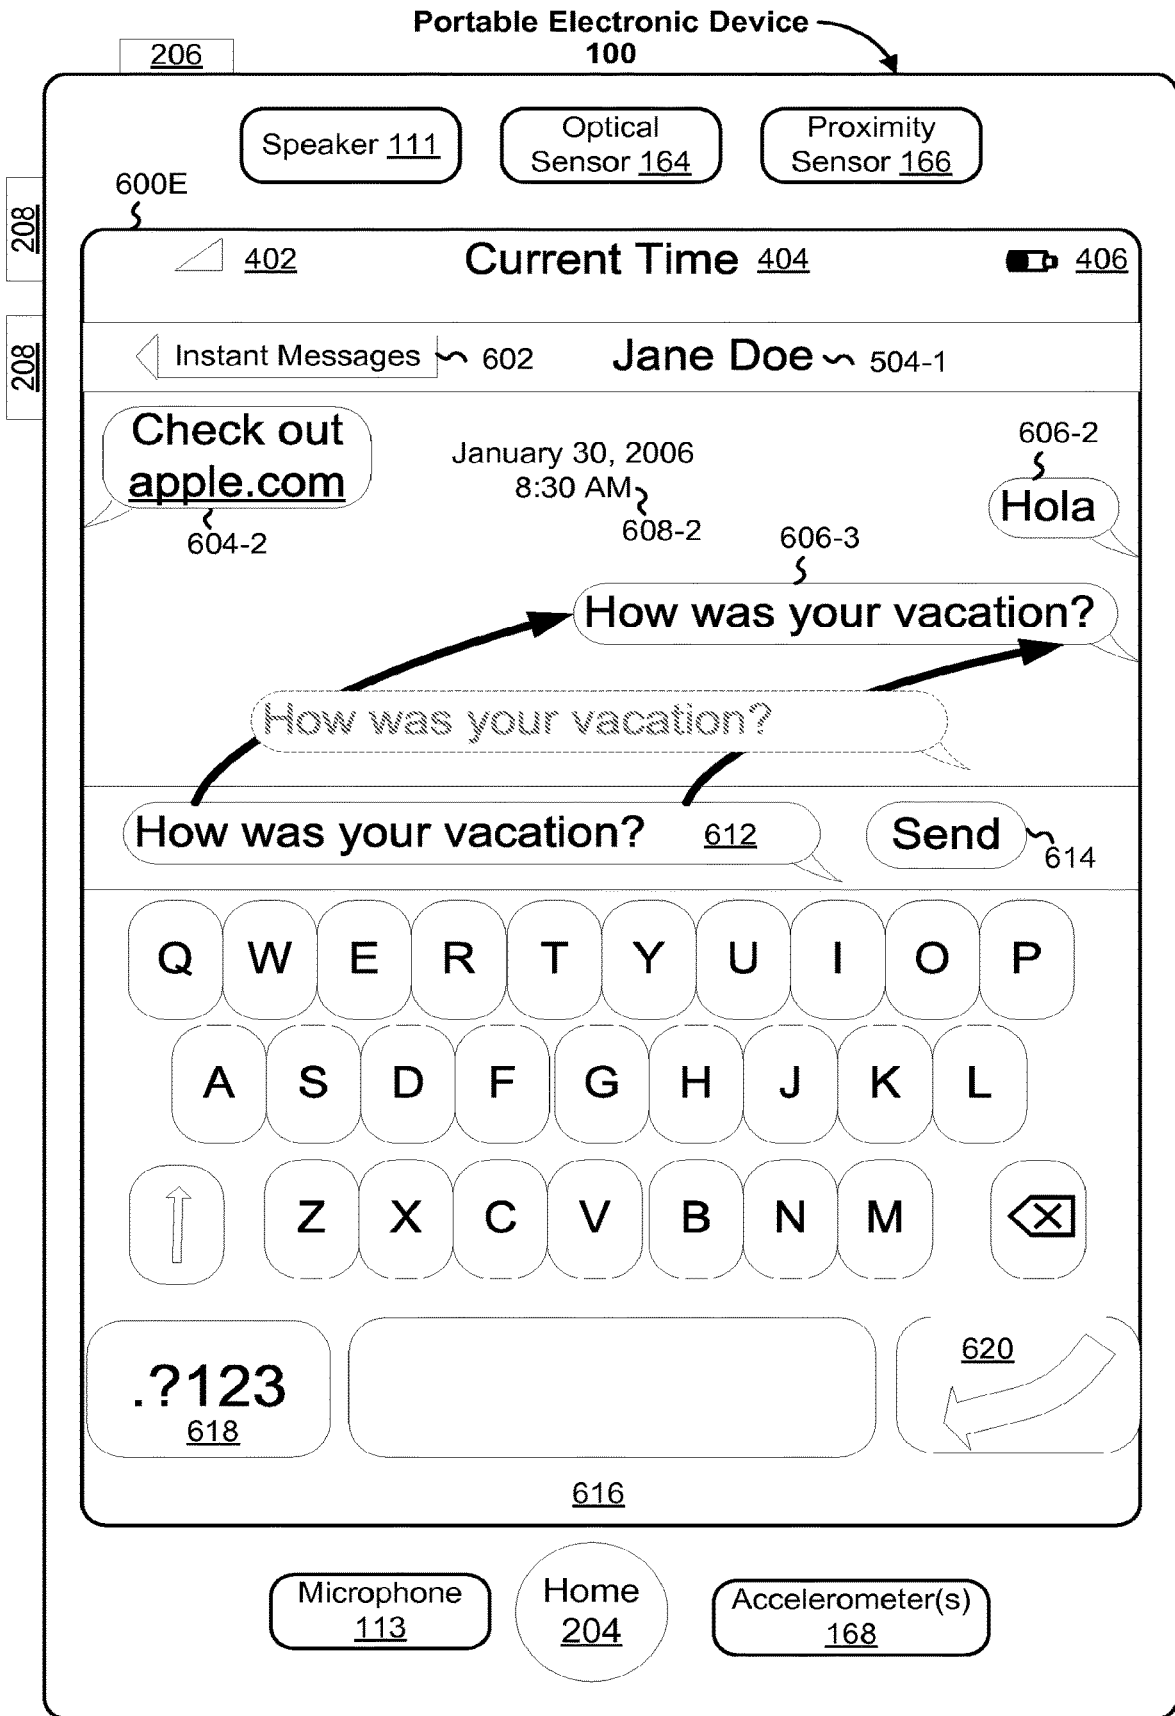 Portable Electronic Device
100
206
Speaker 111
Optical
Sensor 164
Proximity
Sensor 166
600E
208
208
402
Current Time 404
406
Instant Messages
602
Jane Doe
504-1
Check out
apple.com
604-2
January 30, 2006
8:30 AM
608-2
606-2
Hola
606-3
How was your vacation?
How was your vacation?
How was your vacation?
612
Send
614
Q W E R T Y U I O P
A S D F G H J K L
Z X C V B N M
.?123
618
620
616
Microphone
113
Home
204
Accelerometer(s)
168